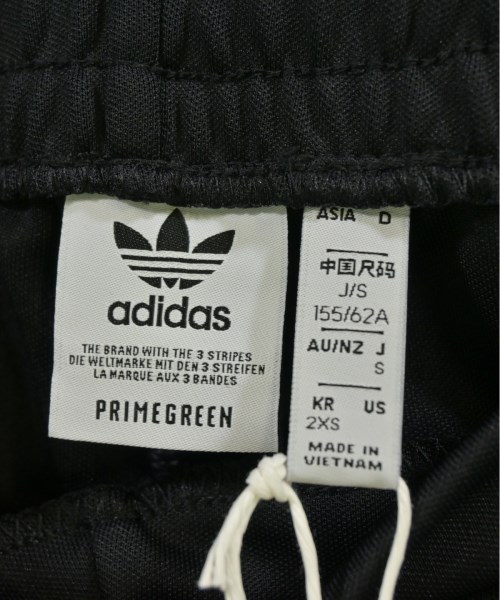 adidas
THE BRAND WITH THE 3 STRIPES
DIE WELTMARKE MIT DEN 3 STREIFEN
LA MARQUE AUX 3 BANDES
PRIMEGREEN
ASIA D
中国尺码
J/S
155/62A
AU/NZ J
S
KR US
2XS
MADE IN
VIETNAM